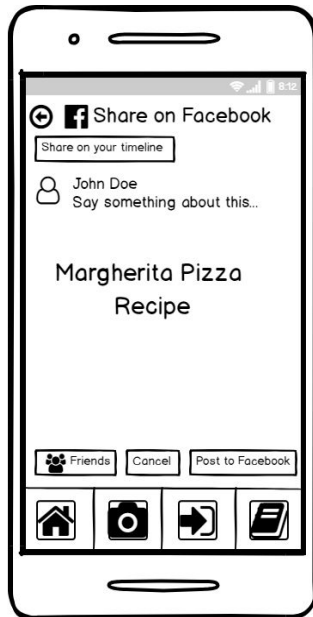 8:12
Share on Facebook
Share on your timeline
John Doe
Say something about this...
Margherita Pizza
Recipe
Friends
Cancel
Post to Facebook